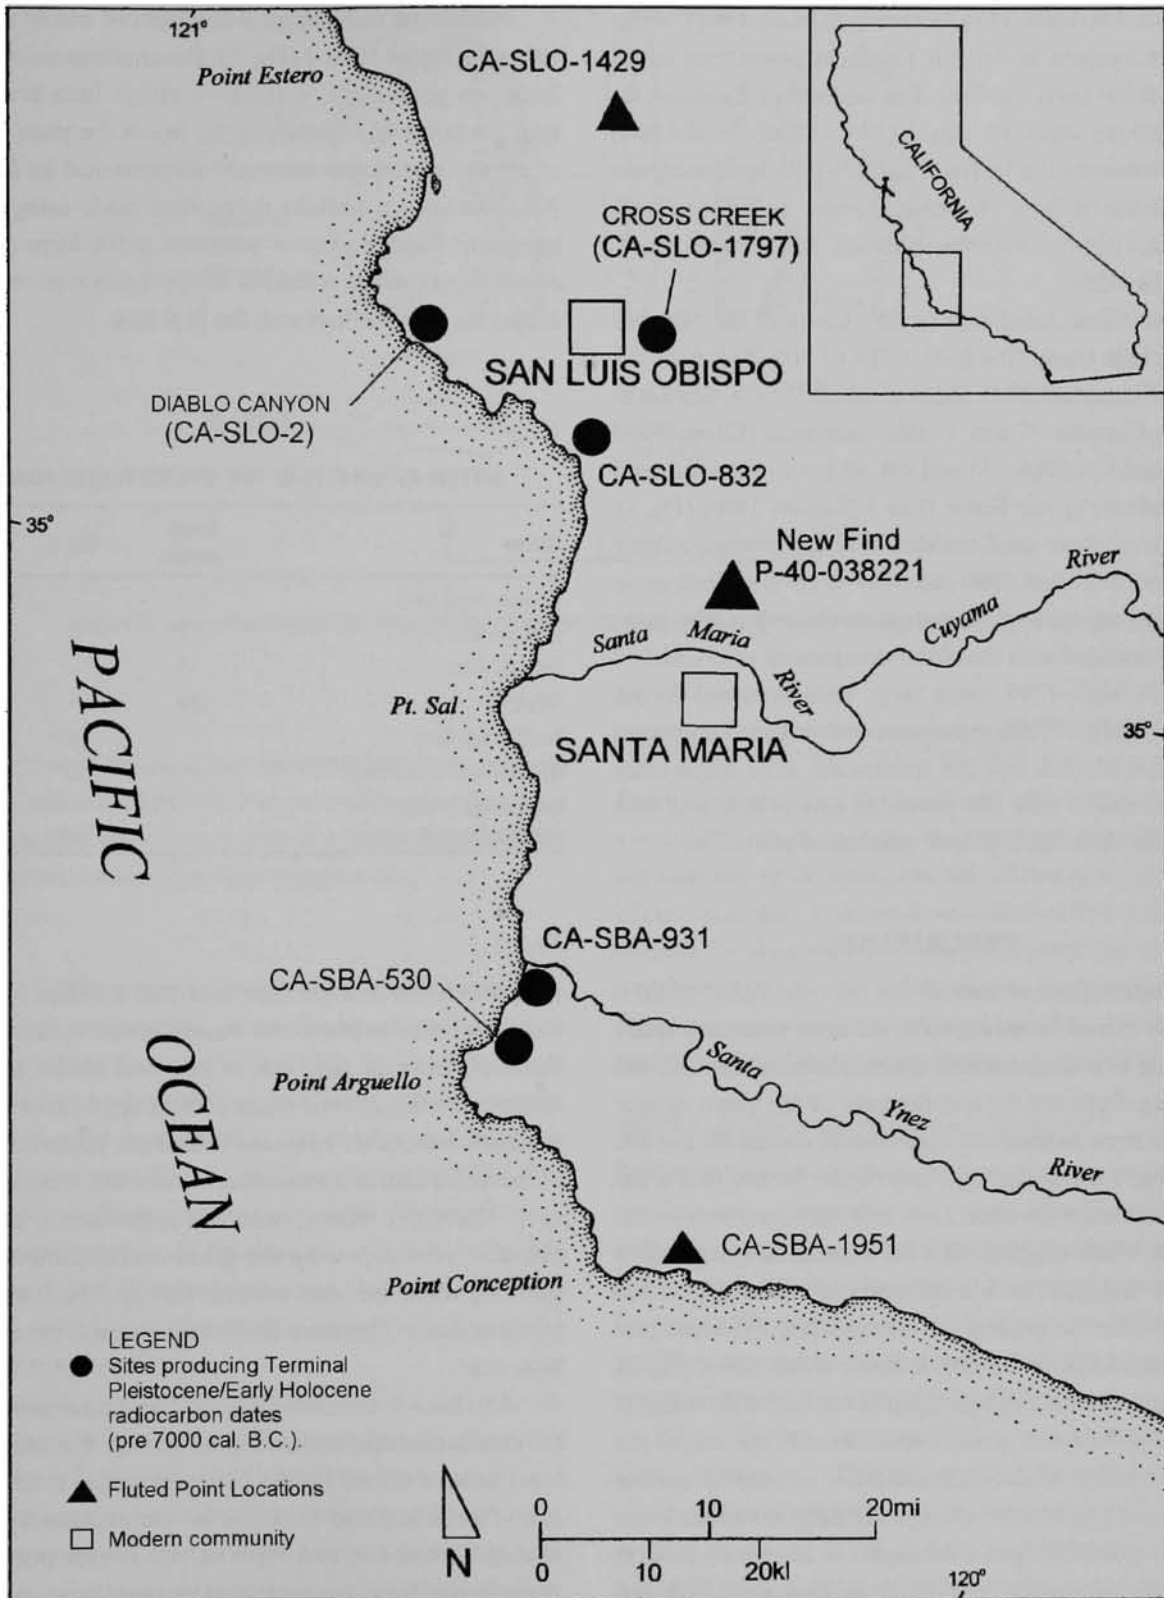 121°
Point Estero
CA-SLO-1429
CALIFORNIA
CROSS CREEK
(CA-SLO-1797)
SAN LUIS OBISPO
DIABLO CANYON
(CA-SLO-2)
CA-SLO-832
35°
New Find
P-40-038221
River
Cuyama
Santa Maria
River
Pt. Sal
SANTA MARIA
35°
PACIFIC
OCEAN
CA-SBA-931
CA-SBA-530
Point Arguello
Santa
Ynez
River
CA-SBA-1951
Point Conception
LEGEND
Sites producing Terminal
Pleistocene/Early Holocene
radiocarbon dates
(pre 7000 cal. B.C.).
Fluted Point Locations
Modern community
N
0 10 20mi
0 10 20kl
120°